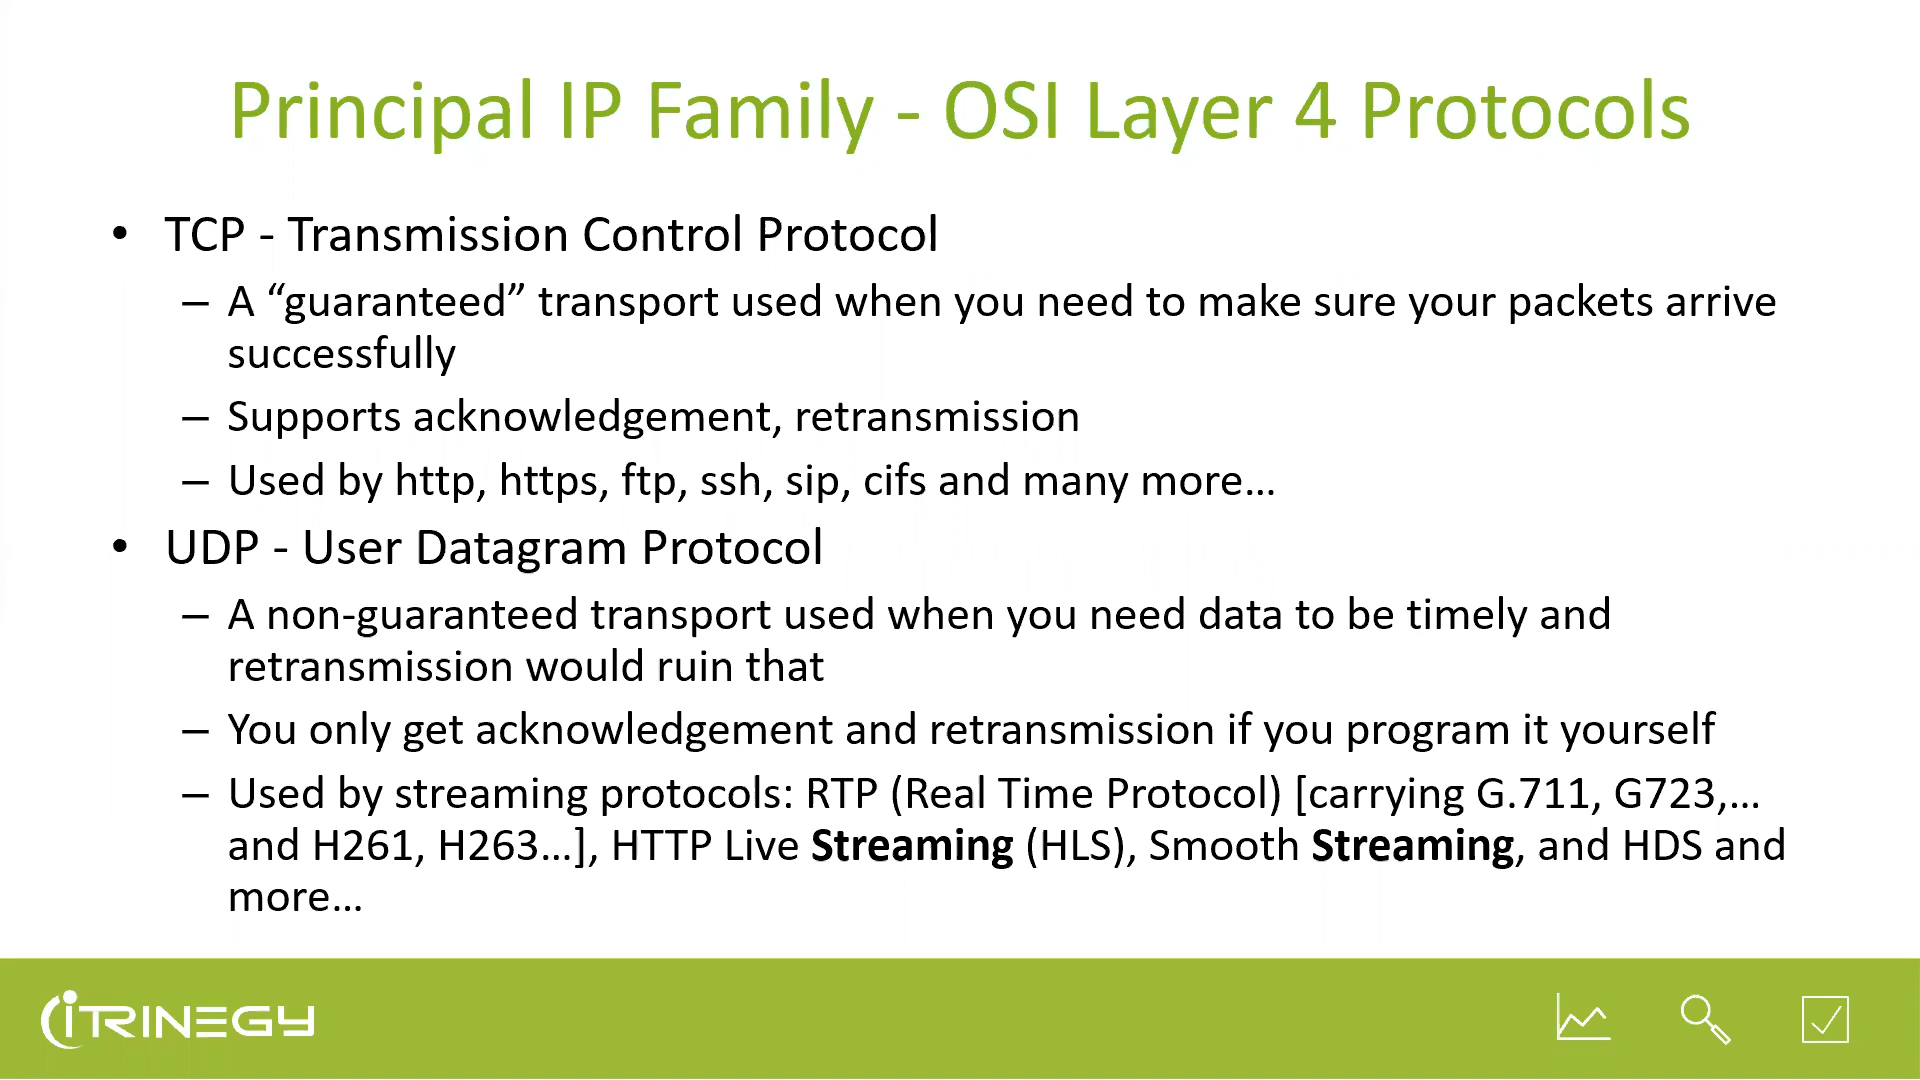 Principal IP Family - OSI Layer 4 Protocols
• TCP - Transmission Control Protocol
– A “guaranteed” transport used when you need to make sure your packets arrive
successfully
– Supports acknowledgement, retransmission
– Used by http, https, ftp, ssh, sip, cifs and many more…
• UDP - User Datagram Protocol
– A non-guaranteed transport used when you need data to be timely and
retransmission would ruin that
– You only get acknowledgement and retransmission if you program it yourself
– Used by streaming protocols: RTP (Real Time Protocol) [carrying G.711, G723,…
and H261, H263…], HTTP Live Streaming (HLS), Smooth Streaming, and HDS and
more…
iTRINEGY